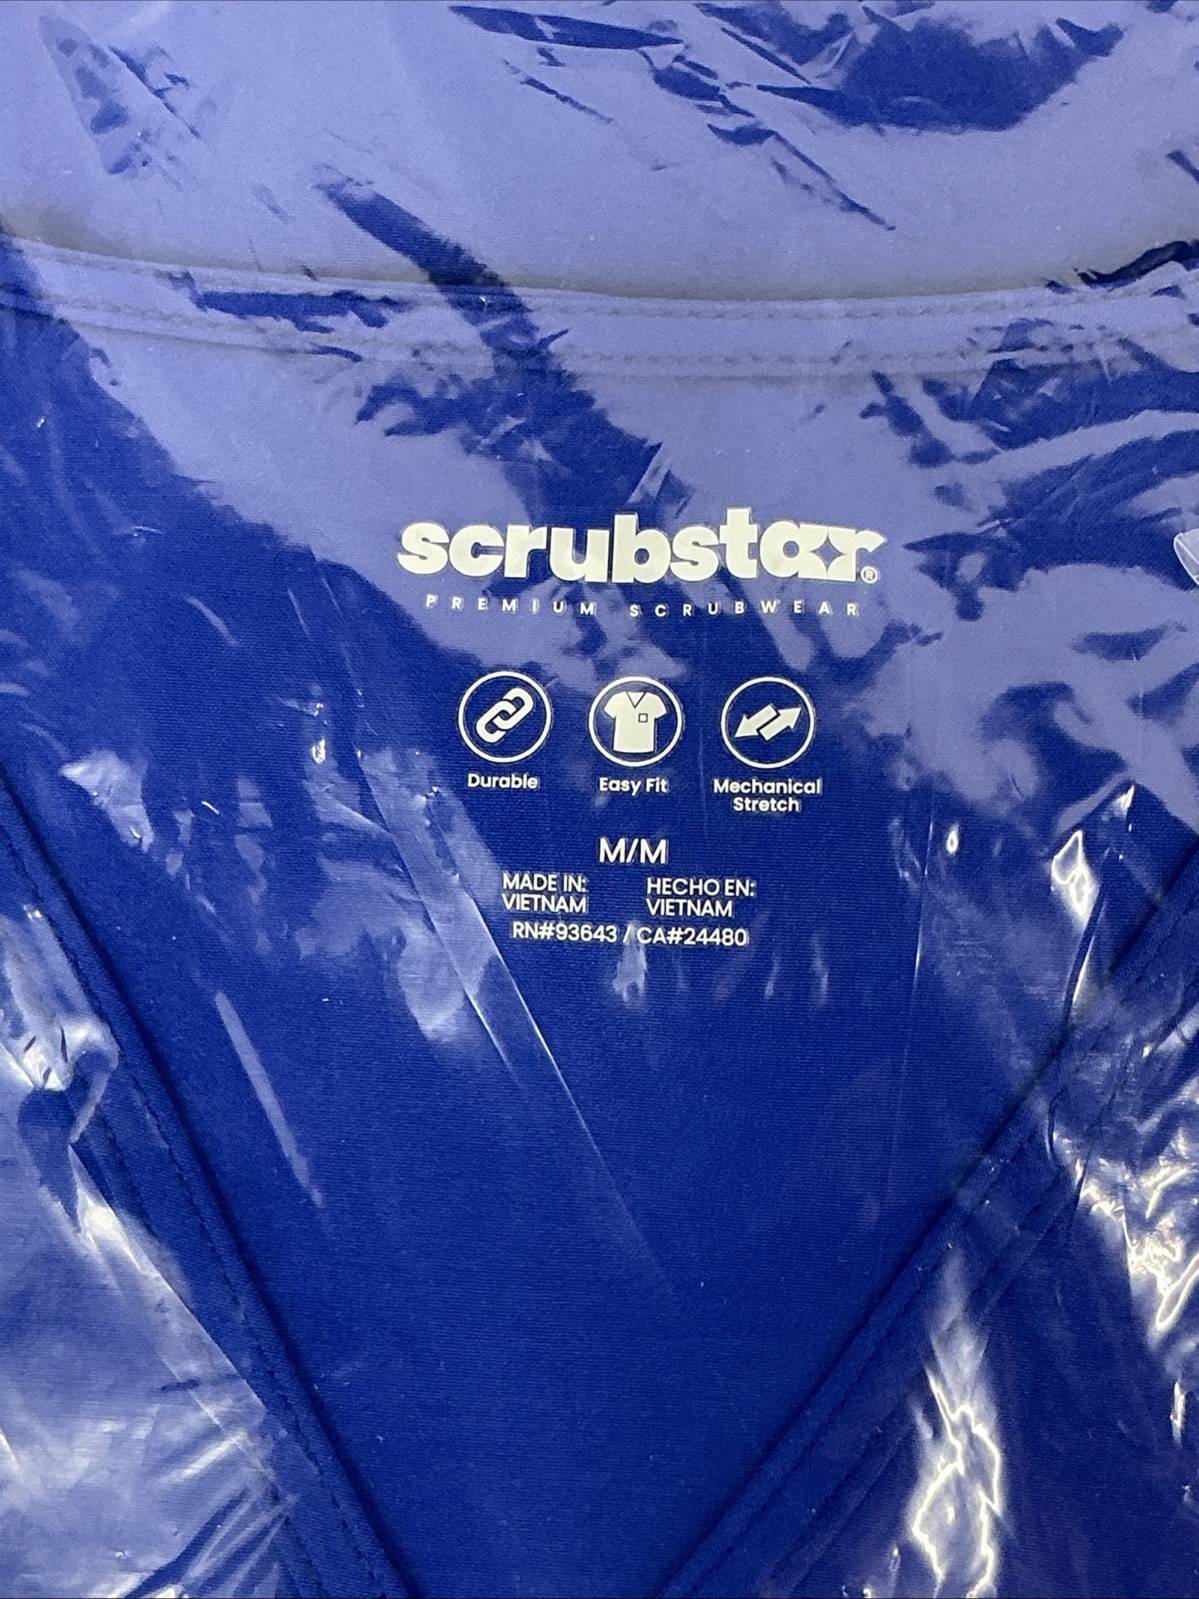 scrubstar®
PREMIUM SCRUBWEAR
Durable
Easy Fit
Mechanical
Stretch
M/M
MADE IN:
VIETNAM
HECHO EN:
VIETNAM
RN#93643 / CA#24480